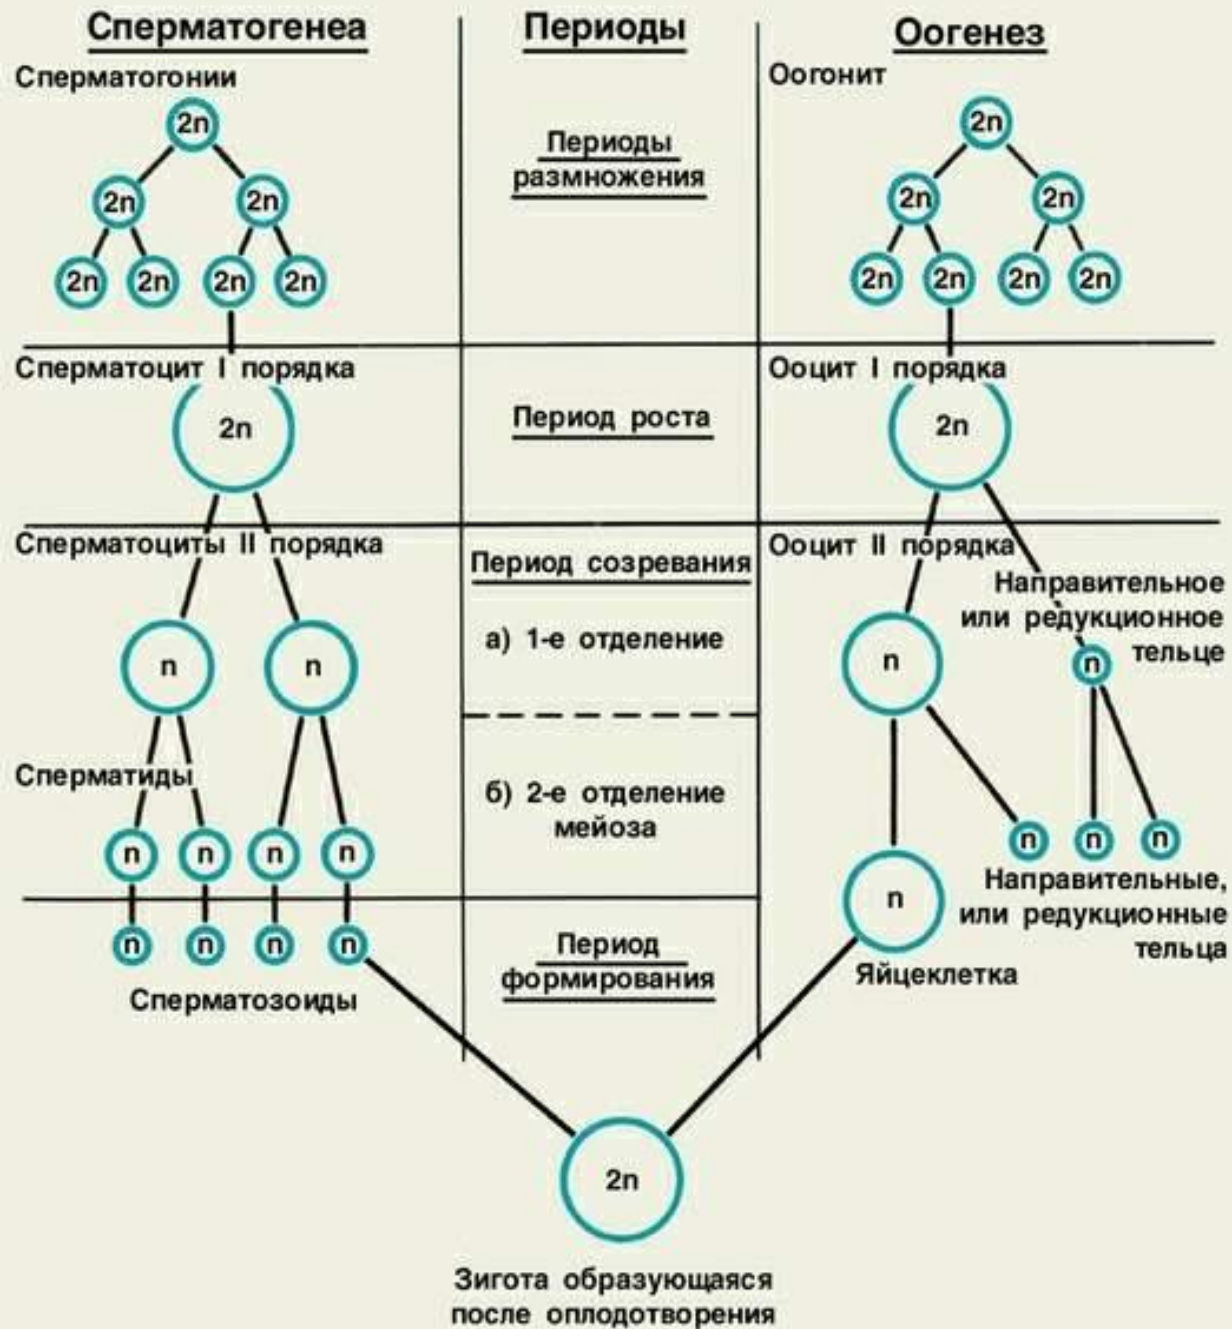 Сперматогенеа
Периоды
Оогенез
Сперматогонии
Оогонит
2n
2n 2n
2n 2n 2n 2n
Периоды
размножения
2n
2n 2n
2n 2n 2n 2n
Сперматоцит I порядка
2n
Период роста
Ооцит I порядка
2n
Сперматоциты II порядка
n n
Сперматиды
n n n n
n n n n
Сперматозоиды
Период созревания
а) 1-е отделение
б) 2-е отделение
мейоза
Период
формирования
Ооцит II порядка
Направительное
или редукционное
тельце
n n
n n n
Направительные,
или редукционные
тельца
n
Яйцеклетка
2n
Зигота образующаяся
после оплодотворения